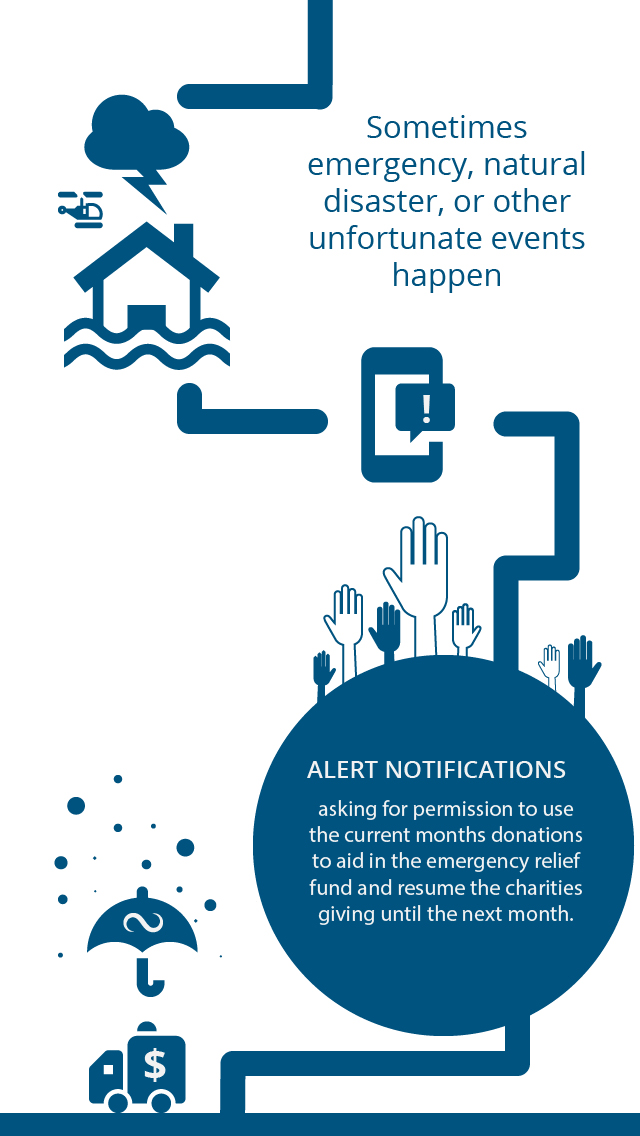 Sometimes
emergency, natural
disaster, or other
unfortunate events
happen
!
ALERT NOTIFICATIONS
asking for permission to use
the current months donations
to aid in the emergency relief
fund and resume the charities
giving until the next month.
$